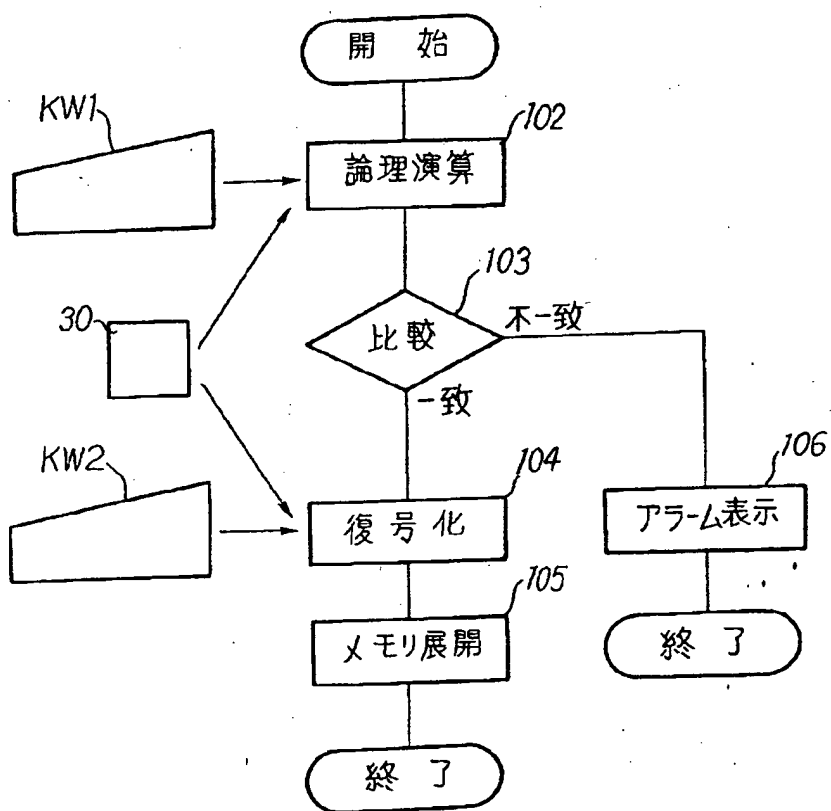 開始
KW1
102
論理演算
103
30
比較
不一致
一致
KW2
104
106
復号化
アラーム表示
105
メモリ展開
終了
終了